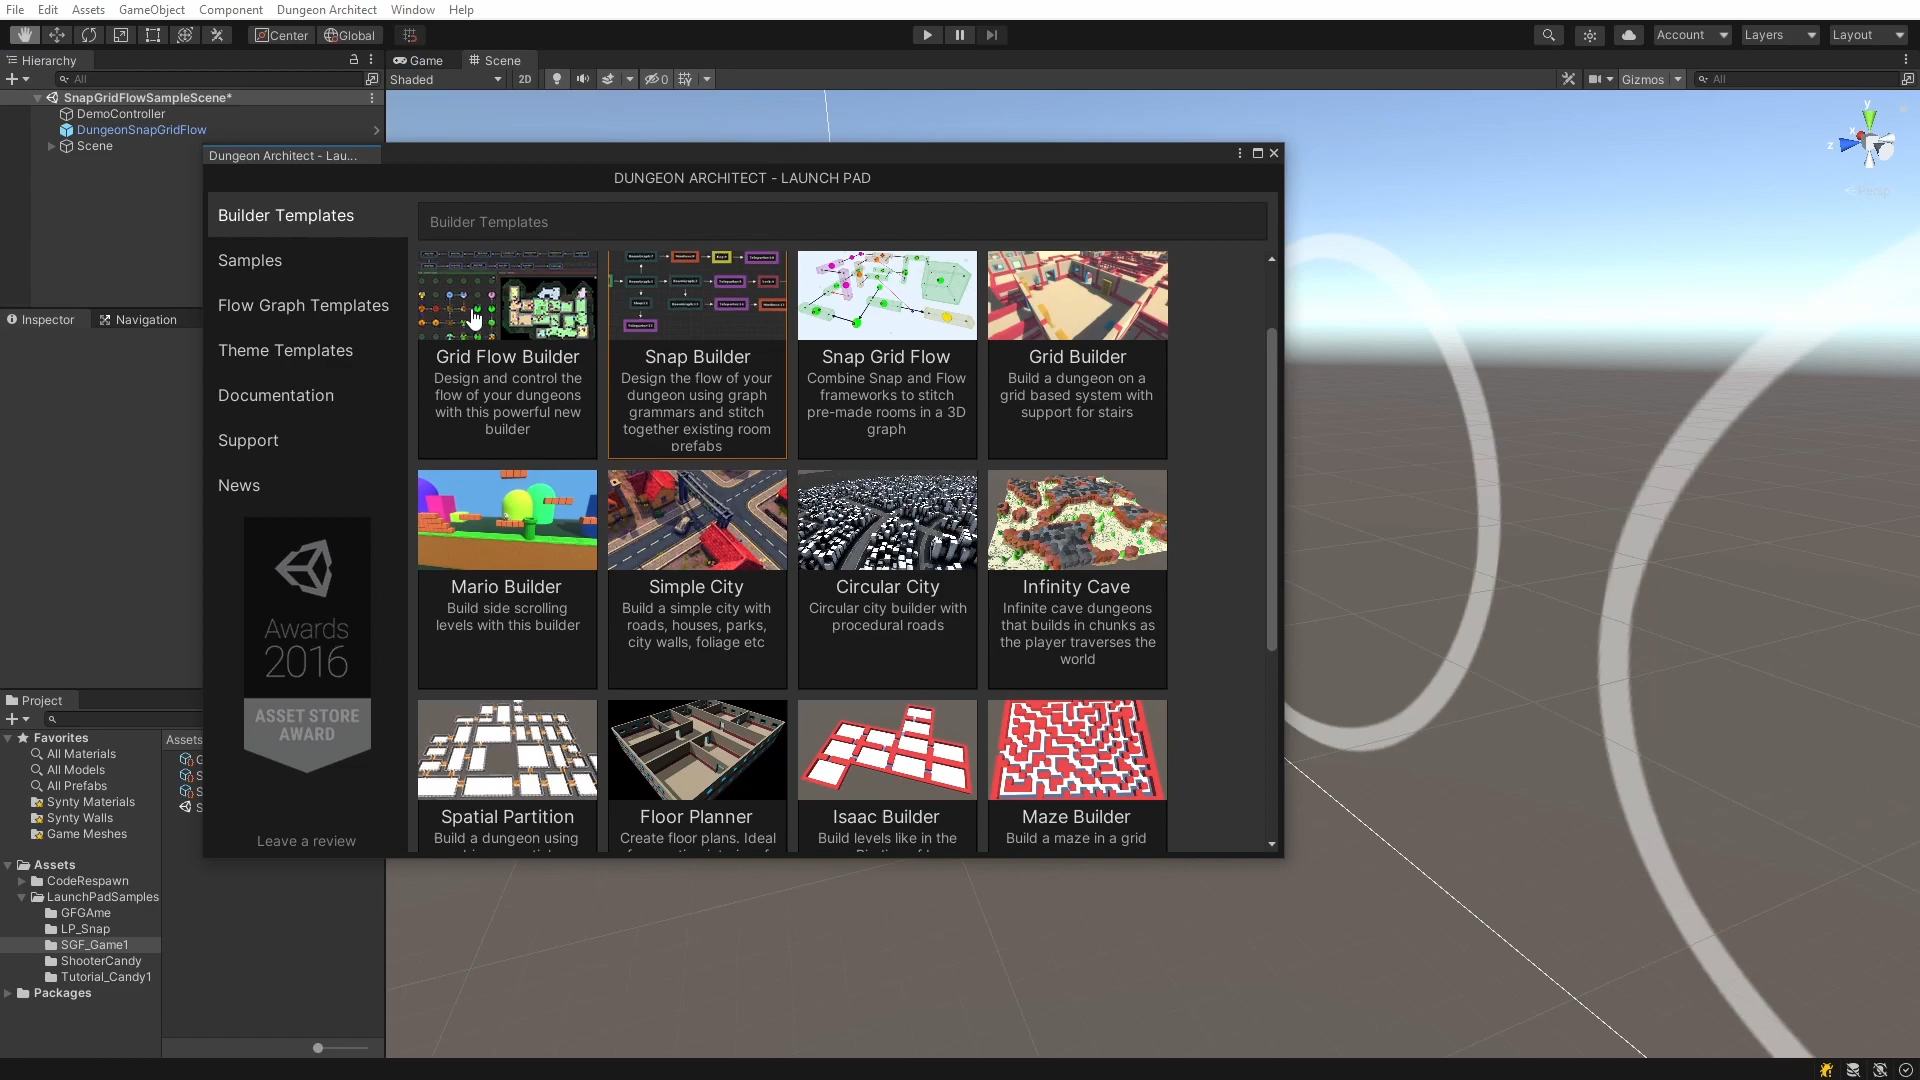 File Edit Assets GameObject Component Dungeon Architect Window Help
Center Global
Account Layers Layout
Hierarchy
All
SnapGridFlowSampleScene*
DemoController
DungeonSnapGridFlow
Scene
Game Scene
Shaded 2D 0 Gizmos All
y
x
z
Persp
Inspector Navigation
Dungeon Architect - Lau...
DUNGEON ARCHITECT - LAUNCH PAD
Builder Templates
Samples
Flow Graph Templates
Theme Templates
Documentation
Support
News
Awards
2016
ASSET STORE
AWARD
Leave a review
Builder Templates
Grid Flow Builder
Design and control the
flow of your dungeons
with this powerful new
builder
Snap Builder
Design the flow of your
dungeon using graph
grammars and stitch
together existing room
prefabs
Snap Grid Flow
Combine Snap and Flow
frameworks to stitch
pre-made rooms in a 3D
graph
Grid Builder
Build a dungeon on a
grid based system with
support for stairs
Mario Builder
Build side scrolling
levels with this builder
Simple City
Build a simple city with
roads, houses, parks,
city walls, foliage etc
Circular City
Circular city builder with
procedural roads
Infinity Cave
Infinite cave dungeons
that builds in chunks as
the player traverses the
world
Spatial Partition
Build a dungeon using
Floor Planner
Create floor plans. Ideal
Isaac Builder
Build levels like in the
Maze Builder
Build a maze in a grid
Project
Favorites
All Materials
All Models
All Prefabs
Synty Materials
Synty Walls
Game Meshes
Assets
CodeRespawn
LaunchPadSamples
GFGAme
LP_Snap
SGF_Game1
ShooterCandy
Tutorial_Candy1
Packages
Assets
G
S
S
S